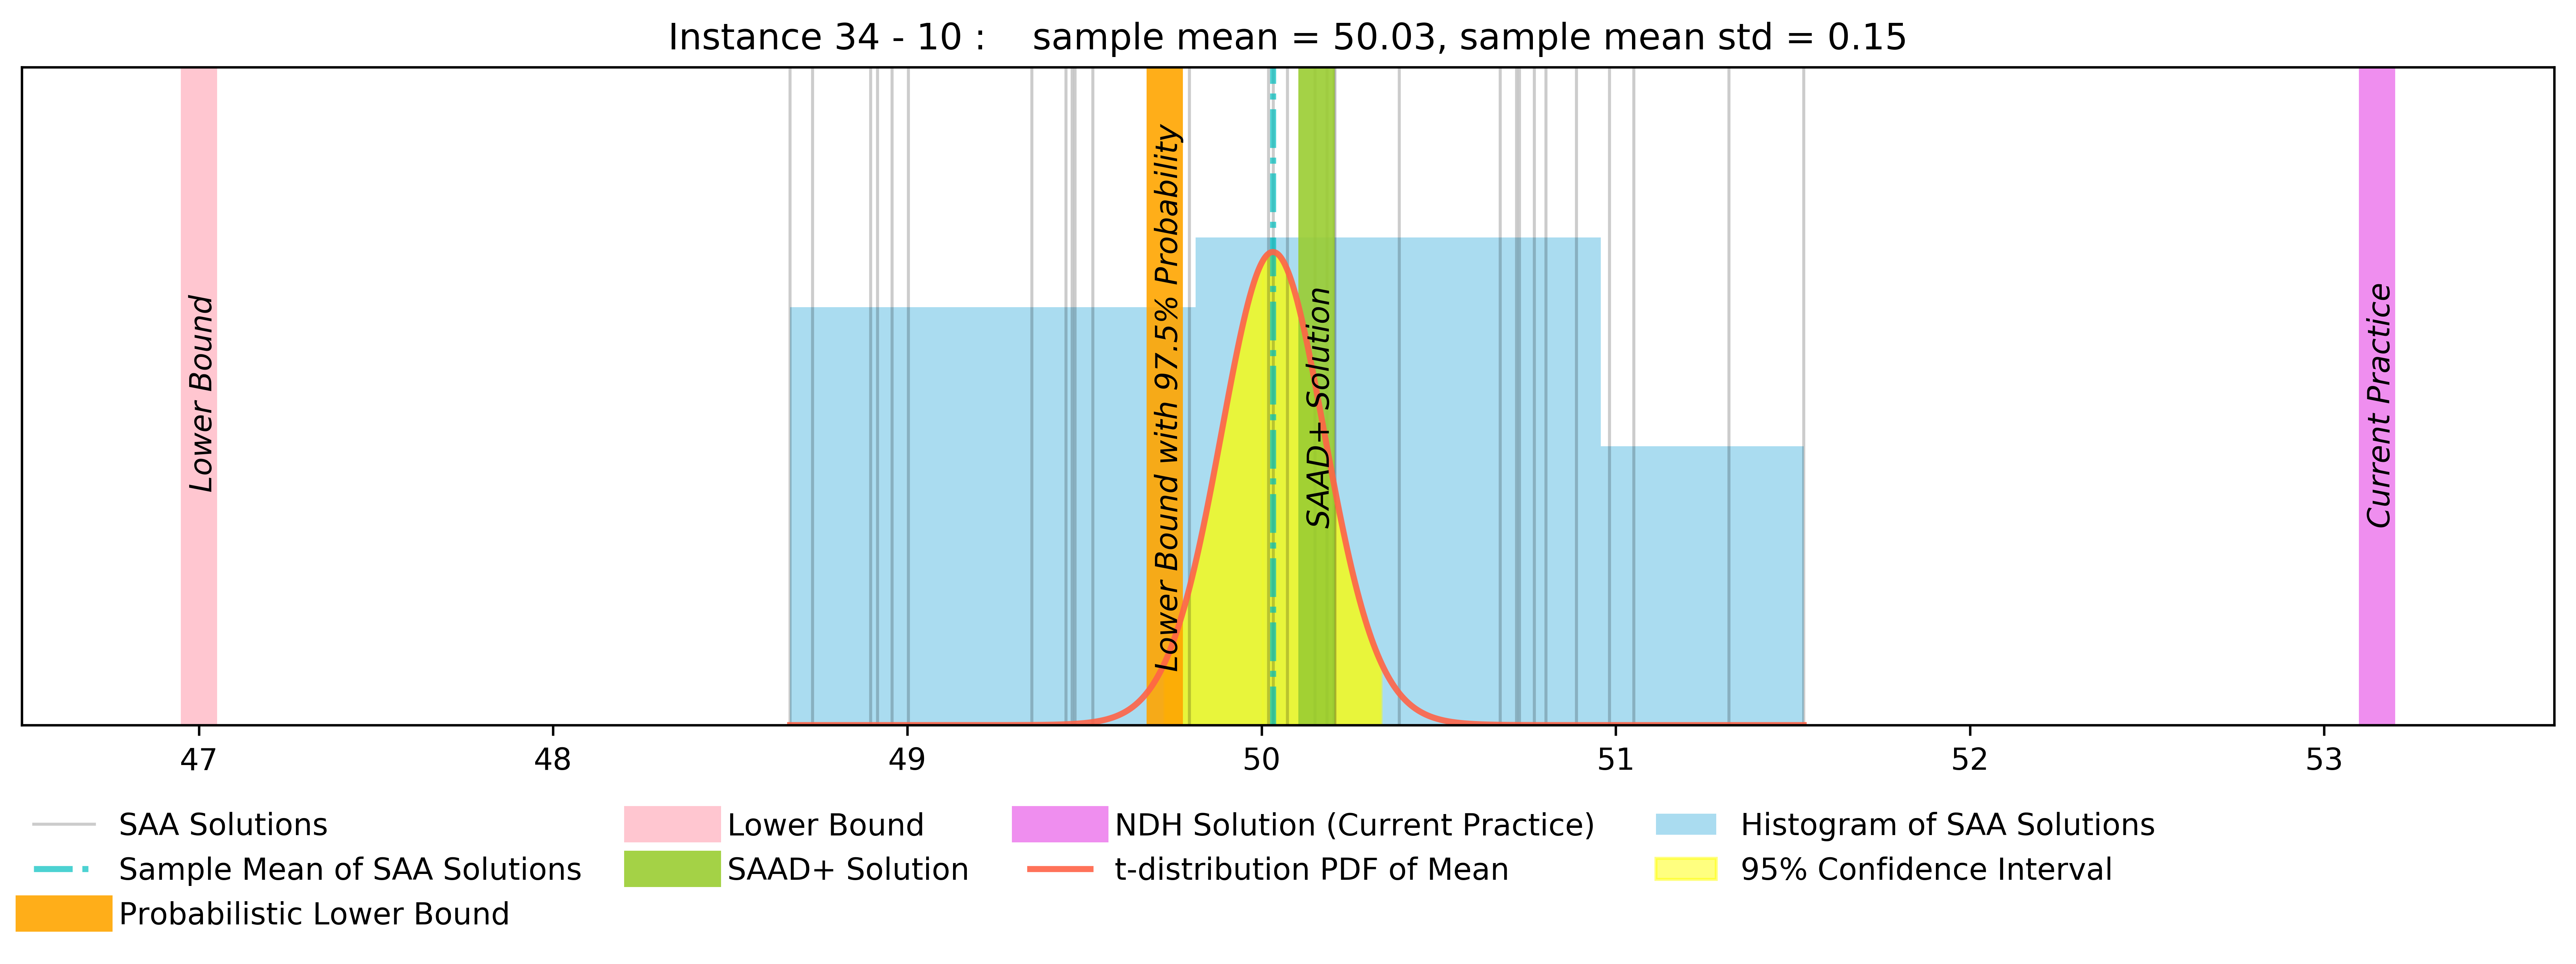 Instance 34 - 10 :    sample mean = 50.03, sample mean std = 0.15
Lower Bound
Lower Bound with 97.5% Probability
SAAD+ Solution
Current Practice
47 48 49 50 51 52 53
SAA Solutions
Sample Mean of SAA Solutions
Probabilistic Lower Bound
Lower Bound
SAAD+ Solution
NDH Solution (Current Practice)
t-distribution PDF of Mean
Histogram of SAA Solutions
95% Confidence Interval